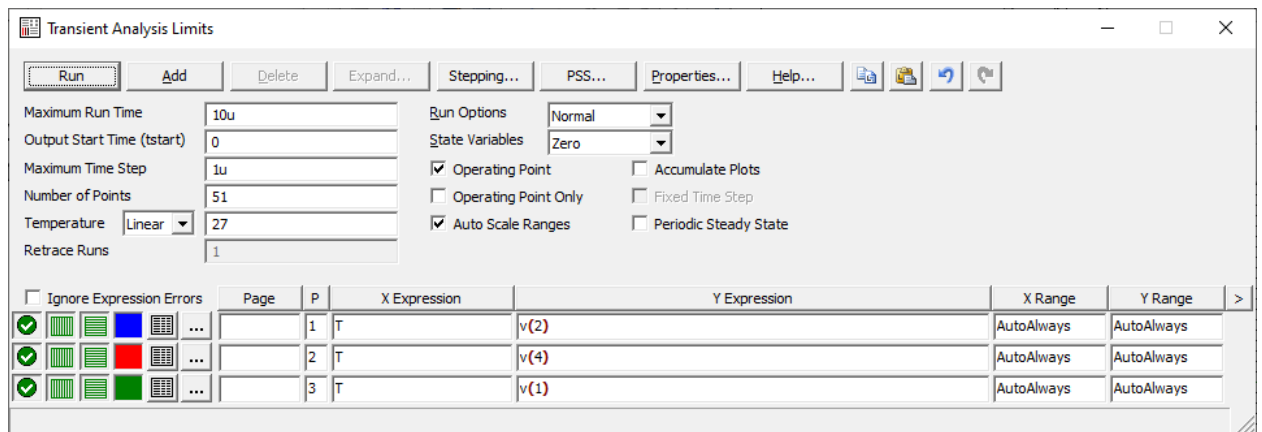 Transient Analysis Limits
Run Add Delete Expand... Stepping... PSS... Properties... Help...
Maximum Run Time 10u Run Options Normal
Output Start Time (tstart) 0 State Variables Zero
Maximum Time Step 1u Operating Point Accumulate Plots
Number of Points 51 Operating Point Only Fixed Time Step
Temperature Linear 27 Auto Scale Ranges Periodic Steady State
Retrace Runs 1
Ignore Expression Errors Page P X Expression Y Expression X Range Y Range >
... 1 T v(2) AutoAlways AutoAlways
... 2 T v(4) AutoAlways AutoAlways
... 3 T v(1) AutoAlways AutoAlways